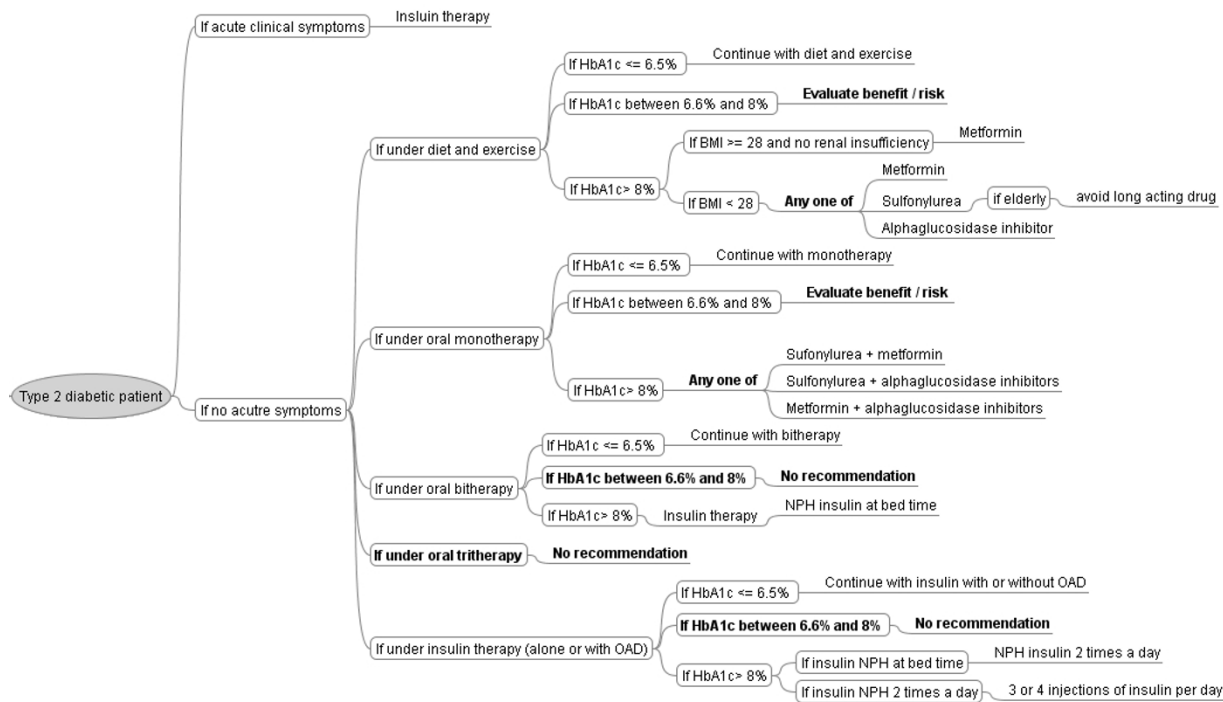 Type 2 diabetic patient
If acute clinical symptoms
Insluin therapy
If no acutre symptoms
If under diet and exercise
If HbA1c <= 6.5%
Continue with diet and exercise
If HbA1c between 6.6% and 8%
Evaluate benefit / risk
If HbA1c> 8%
If BMI >= 28 and no renal insufficiency
Metformin
If BMI < 28
Any one of
Metformin
Sulfonylurea
if elderly
avoid long acting drug
Alphaglucosidase inhibitor
If under oral monotherapy
If HbA1c <= 6.5%
Continue with monotherapy
If HbA1c between 6.6% and 8%
Evaluate benefit / risk
If HbA1c> 8%
Any one of
Sufonylurea + metformin
Sulfonylurea + alphaglucosidase inhibitors
Metformin + alphaglucosidase inhibitors
If under oral bitherapy
If HbA1c <= 6.5%
Continue with bitherapy
If HbA1c between 6.6% and 8%
No recommendation
If HbA1c> 8%
Insulin therapy
NPH insulin at bed time
If under oral tritherapy
No recommendation
If under insulin therapy (alone or with OAD)
If HbA1c <= 6.5%
Continue with insulin with or without OAD
If HbA1c between 6.6% and 8%
No recommendation
If HbA1c> 8%
If insulin NPH at bed time
NPH insulin 2 times a day
If insulin NPH 2 times a day
3 or 4 injections of insulin per day